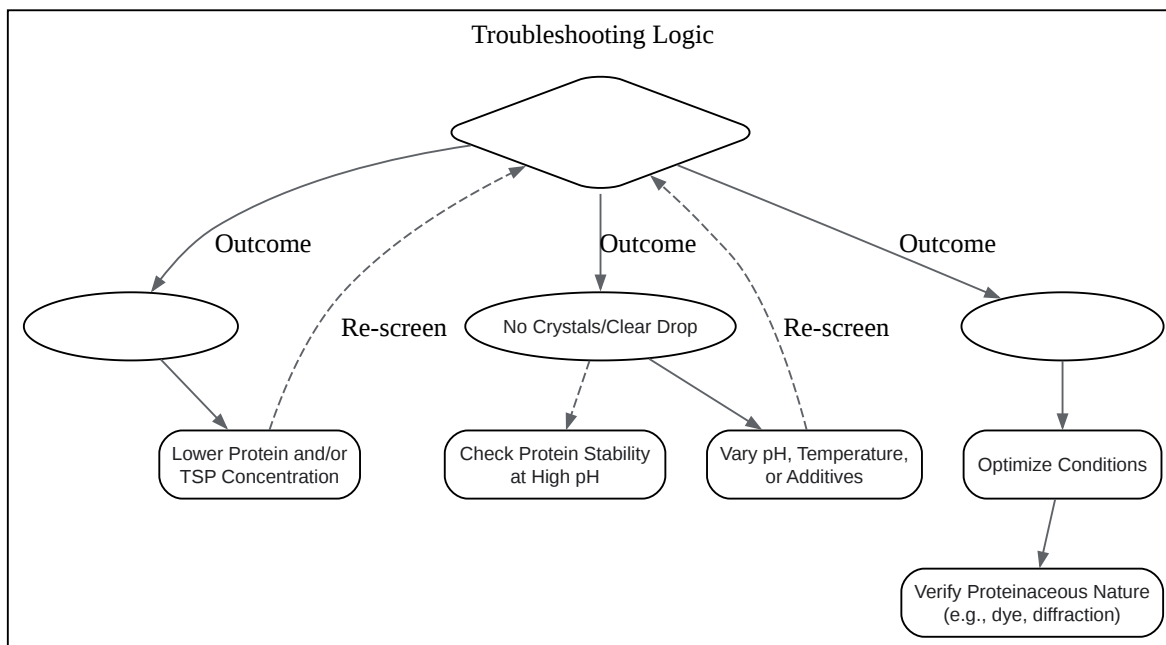 Troubleshooting Logic
Outcome
Outcome
Outcome
Re-screen
No Crystals/Clear Drop
Re-screen
Lower Protein and/or
TSP Concentration
Check Protein Stability
at High pH
Vary pH, Temperature,
or Additives
Optimize Conditions
Verify Proteinaceous Nature
(e.g., dye, diffraction)